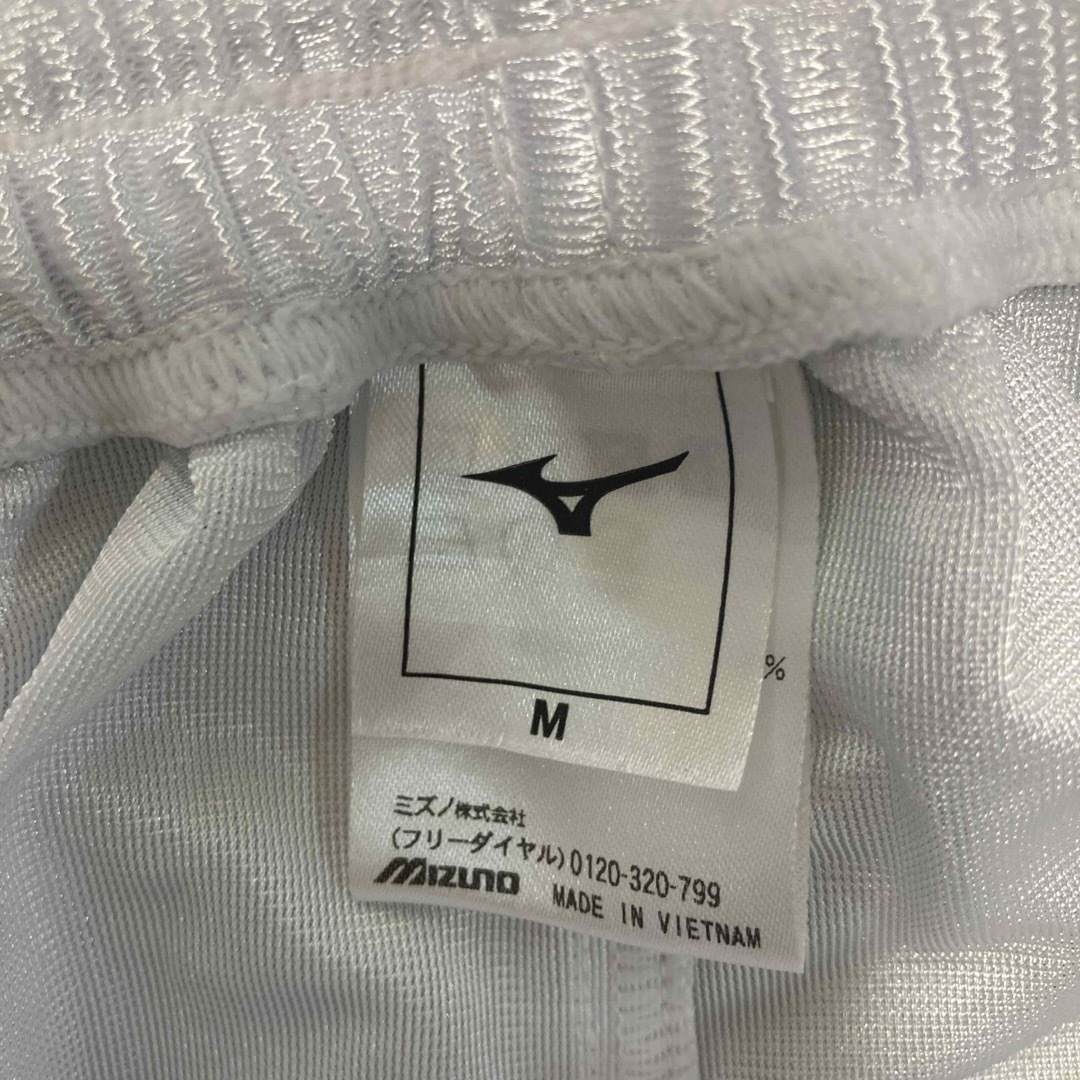 %
M
ミズノ株式会社
(フリーダイヤル)0120-320-799
MIZUNO
MADE IN VIETNAM